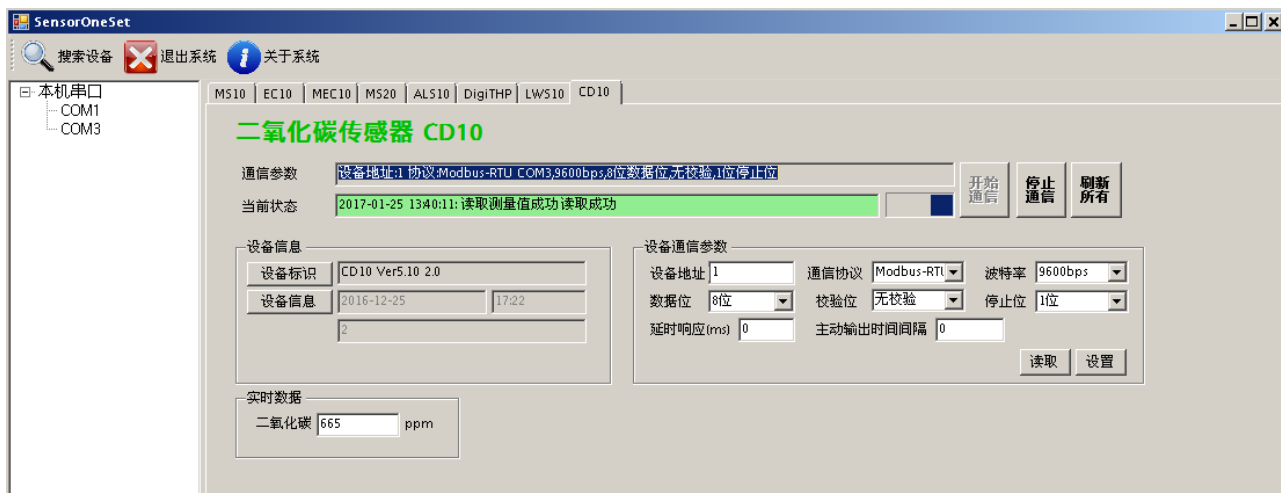 SensorOneSet
搜索设备 退出系统 关于系统
本机串口
COM1
COM3
MS10 EC10 MEC10 MS20 ALS10 DigiTHP LWS10 CD10
二氧化碳传感器 CD10
通信参数 设备地址:1 协议:Modbus-RTU COM3,9600bps,8位数据位,无校验,1位停止位
当前状态 2017-01-25 13:40:11: 读取测量值成功 读取成功
开始通信 停止通信 刷新所有
设备信息
设备标识 CD10 Ver5.10 2.0
设备信息 2016-12-25 17:22
2
设备通信参数
设备地址 1 通信协议 Modbus-RTU 波特率 9600bps
数据位 8位 校验位 无校验 停止位 1位
延时响应(ms) 0 主动输出时间间隔 0
读取 设置
实时数据
二氧化碳 665 ppm